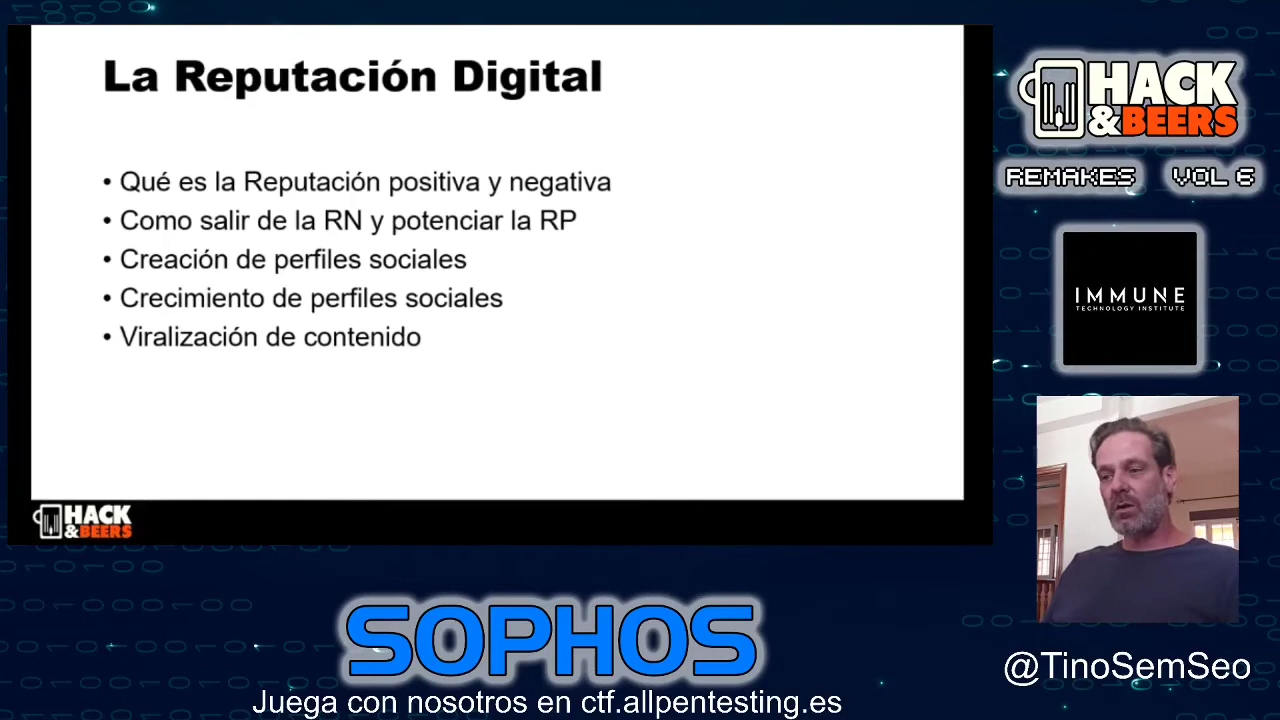 La Reputación Digital
• Qué es la Reputación positiva y negativa
• Como salir de la RN y potenciar la RP
• Creación de perfiles sociales
• Crecimiento de perfiles sociales
• Viralización de contenido
HACK
&BEERS
HACK
&BEERS
REMAKES VOL 6
IMMUNE
TECHNOLOGY INSTITUTE
@TinoSemSeo
SOPHOS
Juega con nosotros en ctf.allpentesting.es